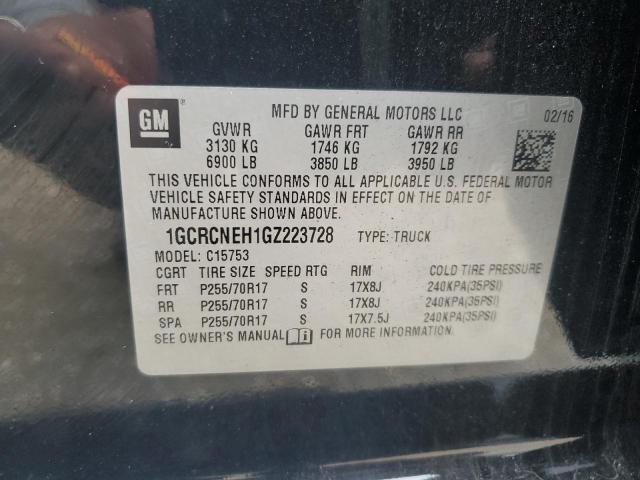 GM ® MFD BY GENERAL MOTORS LLC 02/16
GVWR GAWR FRT GAWR RR
3130 KG 1746 KG 1792 KG
6900 LB 3850 LB 3950 LB
THIS VEHICLE CONFORMS TO ALL APPLICABLE U.S. FEDERAL MOTOR
VEHICLE SAFETY STANDARDS IN EFFECT ON THE DATE OF
MANUFACTURE SHOWN ABOVE.
1GCRCNEH1GZ223728 TYPE: TRUCK
MODEL: C15753
CGRT TIRE SIZE SPEED RTG RIM COLD TIRE PRESSURE
FRT P255/70R17 S 17X8J 240KPA(35PSI)
RR P255/70R17 S 17X8J 240KPA(35PSI)
SPA P255/70R17 S 17X7.5J 240KPA(35PSI)
SEE OWNER'S MANUAL i FOR MORE INFORMATION.